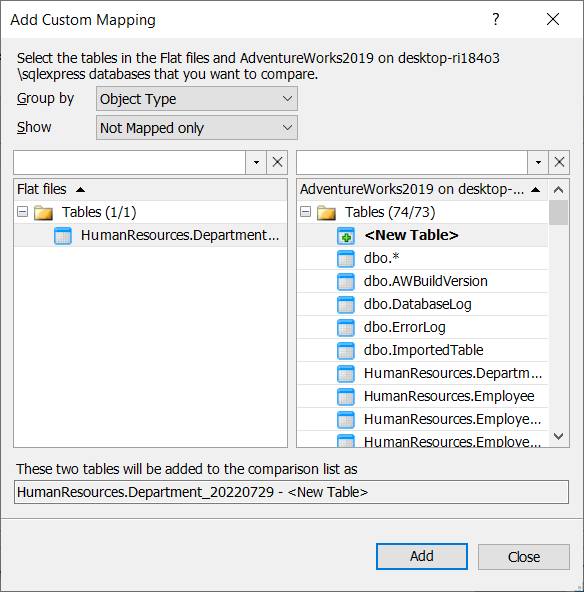 Add Custom Mapping
Select the tables in the Flat files and AdventureWorks2019 on desktop-ri184o3
\sqlexpress databases that you want to compare.
Group by Object Type
Show Not Mapped only
Flat files
Tables (1/1)
HumanResources.Department...
AdventureWorks2019 on desktop-...
Tables (74/73)
<New Table>
dbo.*
dbo.AWBuildVersion
dbo.DatabaseLog
dbo.ErrorLog
dbo.ImportedTable
HumanResources.Departm...
HumanResources.Employee
HumanResources.Employe...
HumanResources.Employe...
These two tables will be added to the comparison list as
HumanResources.Department_20220729 - <New Table>
Add
Close